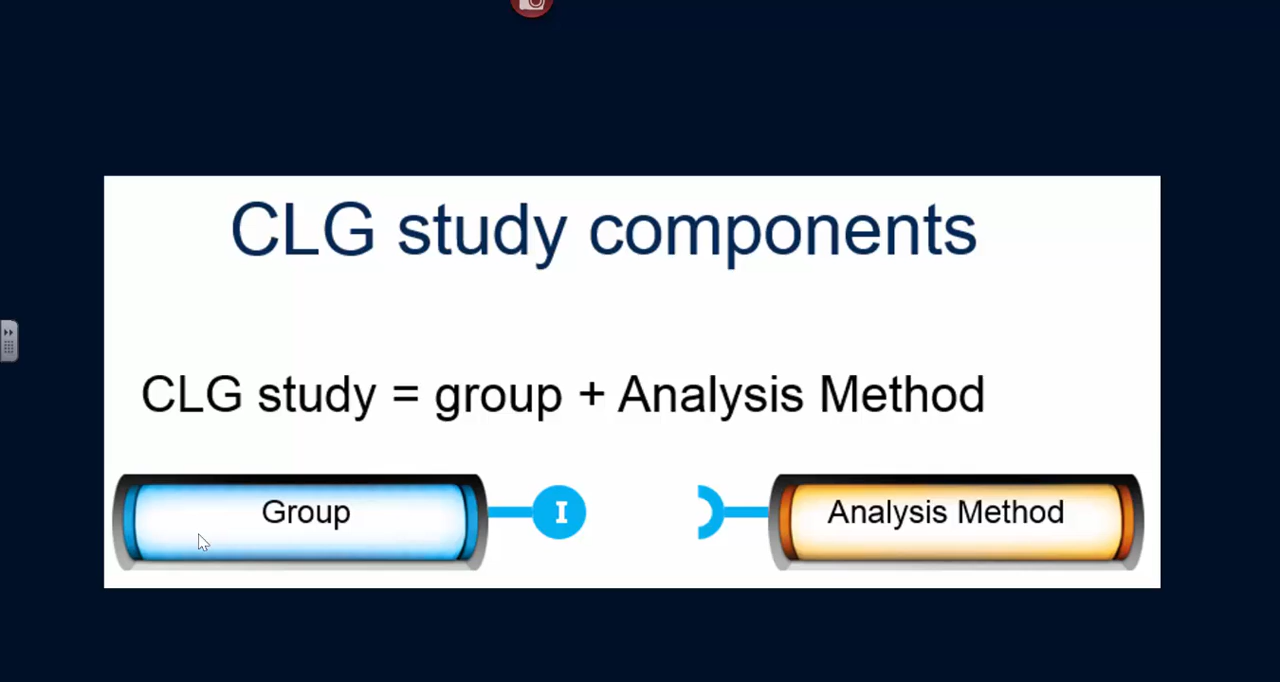 CLG study components
CLG study = group + Analysis Method
Group
I
Analysis Method